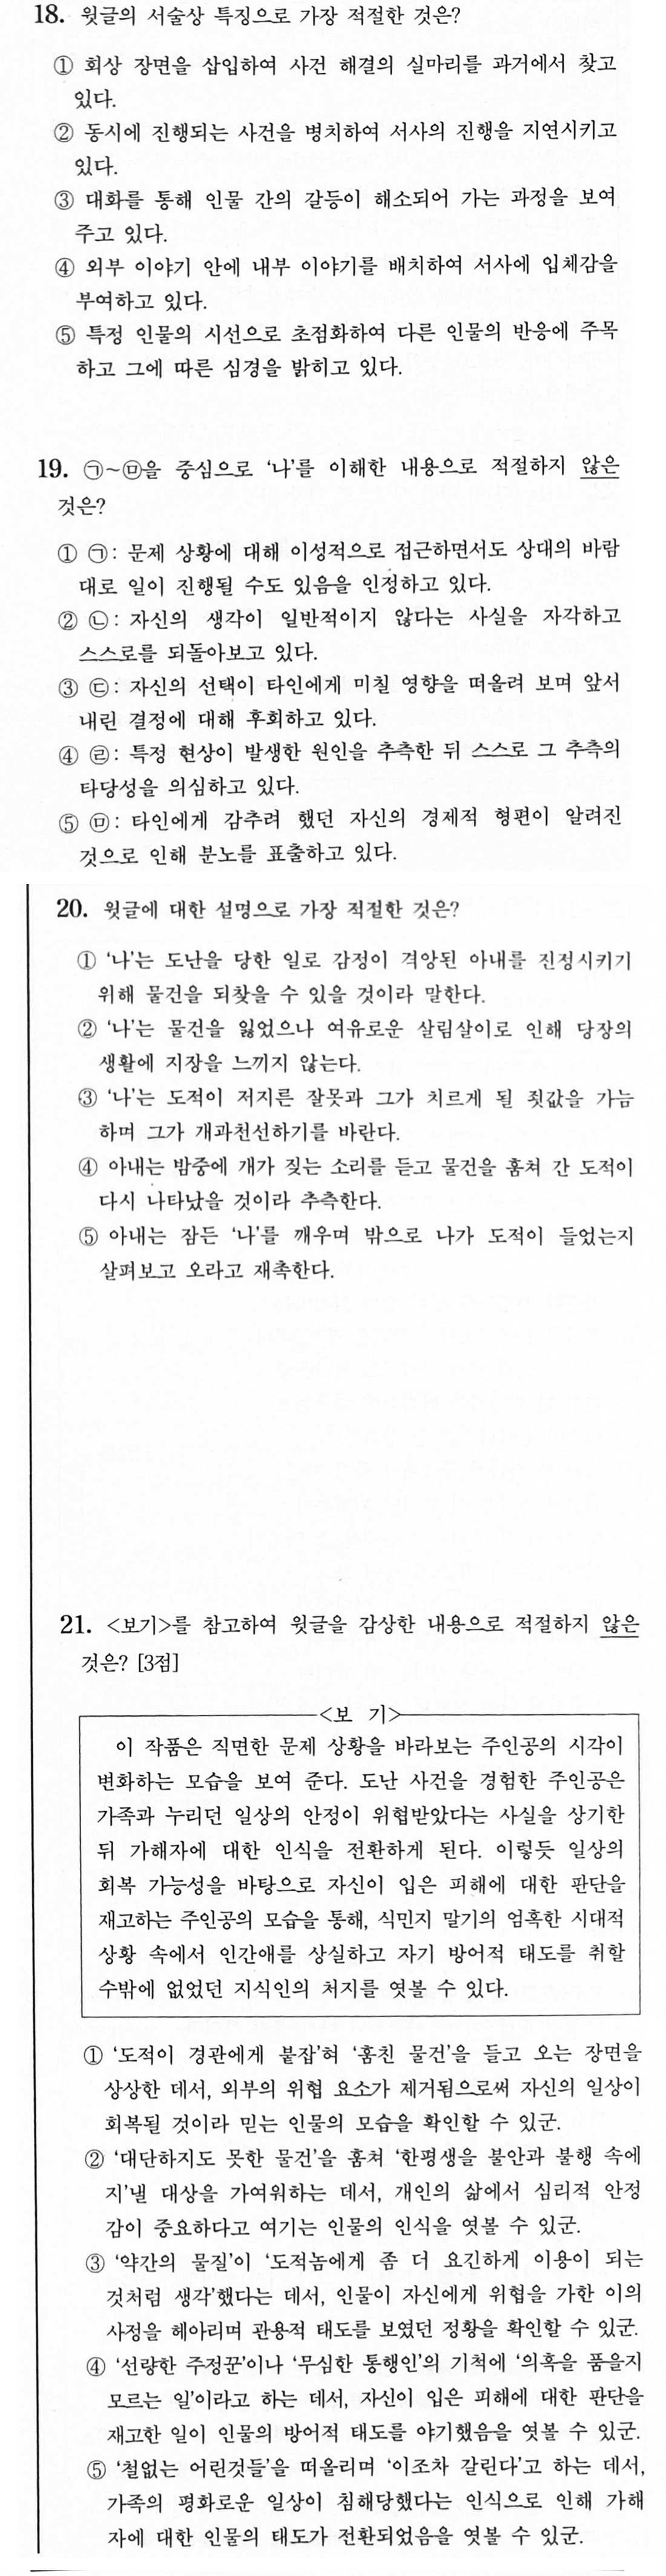 18. 윗글의 서술상 특징으로 가장 적절한 것은?
① 회상 장면을 삽입하여 사건 해결의 실마리를 과거에서 찾고
있다.
② 동시에 진행되는 사건을 병치하여 서사의 진행을 지연시키고
있다.
③ 대화를 통해 인물 간의 갈등이 해소되어 가는 과정을 보여
주고 있다.
④ 외부 이야기 안에 내부 이야기를 배치하여 서사에 입체감을
부여하고 있다.
⑤ 특정 인물의 시선으로 초점화하여 다른 인물의 반응에 주목
하고 그에 따른 심경을 밝히고 있다.
19. ㉠~㉤을 중심으로 ‘나’를 이해한 내용으로 적절하지 않은
것은?
① ㉠: 문제 상황에 대해 이성적으로 접근하면서도 상대의 바람
대로 일이 진행될 수도 있음을 인정하고 있다.
② ㉡: 자신의 생각이 일반적이지 않다는 사실을 자각하고
스스로를 되돌아보고 있다.
③ ㉢: 자신의 선택이 타인에게 미칠 영향을 떠올려 보며 앞서
내린 결정에 대해 후회하고 있다.
④ ㉣: 특정 현상이 발생한 원인을 추측한 뒤 스스로 그 추측의
타당성을 의심하고 있다.
⑤ ㉤: 타인에게 감추려 했던 자신의 경제적 형편이 알려진
것으로 인해 분노를 표출하고 있다.
20. 윗글에 대한 설명으로 가장 적절한 것은?
① ‘나’는 도난을 당한 일로 감정이 격앙된 아내를 진정시키기
위해 물건을 되찾을 수 있을 것이라 말한다.
② ‘나’는 물건을 잃었으나 여유로운 살림살이로 인해 당장의
생활에 지장을 느끼지 않는다.
③ ‘나’는 도적이 저지른 잘못과 그가 치르게 될 죗값을 가늠
하며 그가 개과천선하기를 바란다.
④ 아내는 밤중에 개가 짖는 소리를 듣고 물건을 훔쳐 간 도적이
다시 나타났을 것이라 추측한다.
⑤ 아내는 잠든 ‘나’를 깨우며 밖으로 나가 도적이 들었는지
살펴보고 오라고 재촉한다.
21. <보기>를 참고하여 윗글을 감상한 내용으로 적절하지 않은
것은? [3점]
<보 기>
이 작품은 직면한 문제 상황을 바라보는 주인공의 시각이
변화하는 모습을 보여 준다. 도난 사건을 경험한 주인공은
가족과 누리던 일상의 안정이 위협받았다는 사실을 상기한
뒤 가해자에 대한 인식을 전환하게 된다. 이렇듯 일상의
회복 가능성을 바탕으로 자신이 입은 피해에 대한 판단을
재고하는 주인공의 모습을 통해, 식민지 말기의 엄혹한 시대적
상황 속에서 인간애를 상실하고 자기 방어적 태도를 취할
수밖에 없었던 지식인의 처지를 엿볼 수 있다.
① ‘도적이 경관에게 붙잡’혀 ‘훔친 물건’을 들고 오는 장면을
상상한 데서, 외부의 위협 요소가 제거됨으로써 자신의 일상이
회복될 것이라 믿는 인물의 모습을 확인할 수 있군.
② ‘대단하지도 못한 물건’을 훔쳐 ‘한평생을 불안과 불행 속에
지’낼 대상을 가여워하는 데서, 개인의 삶에서 심리적 안정
감이 중요하다고 여기는 인물의 인식을 엿볼 수 있군.
③ ‘약간의 물질’이 ‘도적놈에게 좀 더 요긴하게 이용이 되는
것처럼 생각’했다는 데서, 인물이 자신에게 위협을 가한 이의
사정을 헤아리며 관용적 태도를 보였던 정황을 확인할 수 있군.
④ ‘선량한 주정꾼’이나 ‘무심한 통행인’의 기척에 ‘의혹을 품을지
모르는 일’이라고 하는 데서, 자신이 입은 피해에 대한 판단을
재고한 일이 인물의 방어적 태도를 야기했음을 엿볼 수 있군.
⑤ ‘철없는 어린것들’을 떠올리며 ‘이조차 갈린다’고 하는 데서,
가족의 평화로운 일상이 침해당했다는 인식으로 인해 가해
자에 대한 인물의 태도가 전환되었음을 엿볼 수 있군.